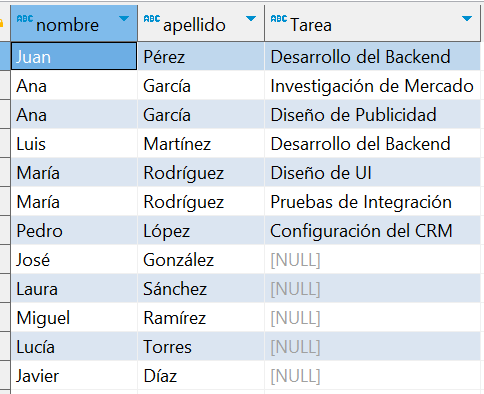 ABC nombre ABC apellido ABC Tarea
Juan Pérez Desarrollo del Backend
Ana García Investigación de Mercado
Ana García Diseño de Publicidad
Luis Martínez Desarrollo del Backend
María Rodríguez Diseño de UI
María Rodríguez Pruebas de Integración
Pedro López Configuración del CRM
José González [NULL]
Laura Sánchez [NULL]
Miguel Ramírez [NULL]
Lucía Torres [NULL]
Javier Díaz [NULL]